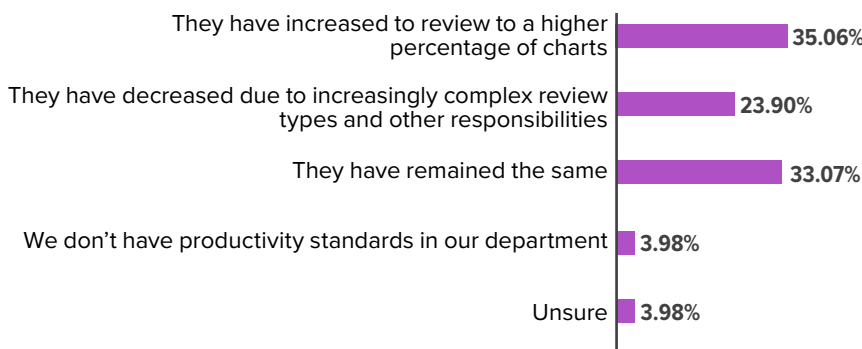 They have increased to review to a higher
percentage of charts
35.06%
They have decreased due to increasingly complex review
types and other responsibilities
23.90%
They have remained the same
33.07%
We don’t have productivity standards in our department
3.98%
Unsure
3.98%